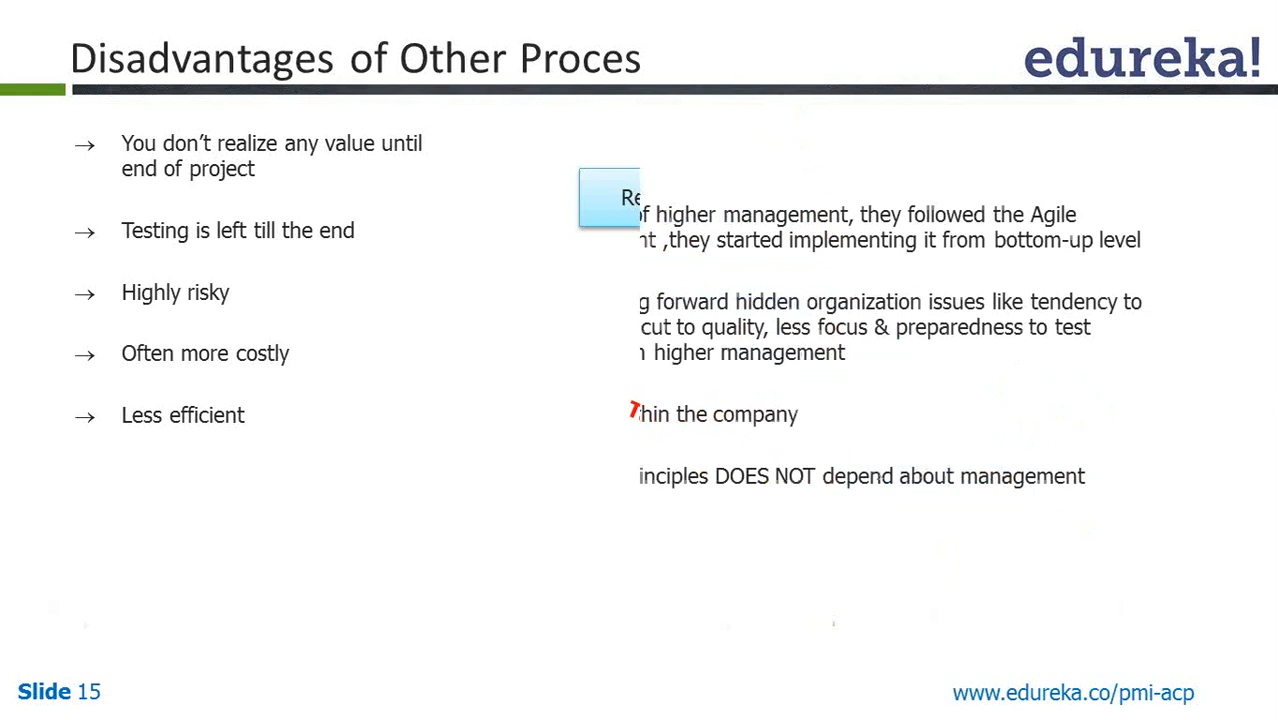 Disadvantages of Other Proces
edureka!
You don't realize any value until
end of project
Testing is left till the end
Highly risky
Often more costly
Less efficient
Re
of higher management, they followed the Agile
nt ,they started implementing it from bottom-up level
g forward hidden organization issues like tendency to
cut to quality, less focus & preparedness to test
higher management
hin the company
inciples DOES NOT depend about management
Slide 15
www.edureka.co/pmi-acp